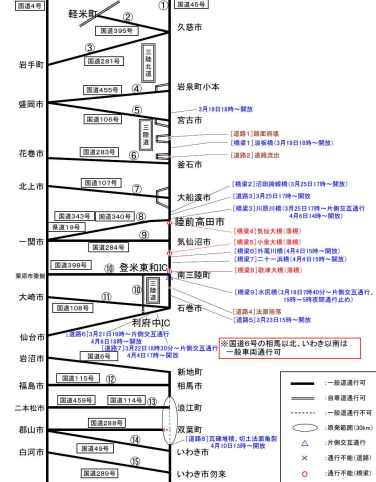 国道4号
国道45号
①
軽米町
②
国道395号
久慈市
③
三陸北道
岩手町
国道281号
国道455号
④
岩泉町小本
盛岡市
⑤
3月19日18時～開放
国道106号
宮古市
三陸道
[道路1]路面崩壊
[橋梁1]浪板橋(3月19日18時～開放)
国道283号
花巻市
⑥
[道路2]道路流出
釜石市
北上市
国道107号
⑦
[橋梁2]沼田跨線橋(3月25日17時～開放)
[道路3]3月25日17時～開放
大船渡市
[橋梁3]川原川橋(3月25日17時～片側交互通行
4月6日14時～開放)
国道343号
国道340号
⑧
陸前高田市
県道19号
[橋梁4]気仙大橋(落橋)
一関市
⑨
気仙沼市
[橋梁5]小泉大橋(落橋)
国道284号
[橋梁6]外尾川橋(4月4日15時～開放)
[橋梁7]二十一浜橋(4月4日15時～開放)
国道398号
⑩
登米東和IC
[橋梁8]歌津大橋(落橋)
栗原市築館
南三陸町
三陸道
⑩
[橋梁9]水尻橋(3月19日7時40分～片側交互通行、
19時～5時夜間通行止め)
大崎市
⑪
国道108号
石巻市
[道路4]法面崩落
利府中IC
[道路5]3月23日15時～開放
仙台市
[道路6]3月21日19時～片側交互通行
4月6日18時～開放
[道路7]3月22日18時30分～片側交互通行
4月4日17時～開放
※国道6号の相馬以北、いわき以南は
一般車両通行可
岩沼市
国道6号
新地町
福島市
国道115号
⑫
相馬市
二本松市
国道459号
国道114号
⑬
浪江町
郡山市
国道288号
双葉町
⑭
[道路8]瓦礫堆積、切土法面亀裂
4月10日13時～開放
白河市
国道49号
いわき市
⑮
国道289号
いわき市勿来
:一般道通行可
:自専道通行可
:一般道通行不可
:原発範囲(30km)
:片側交互通行
:通行不能(道路)
:通行不能(橋梁)